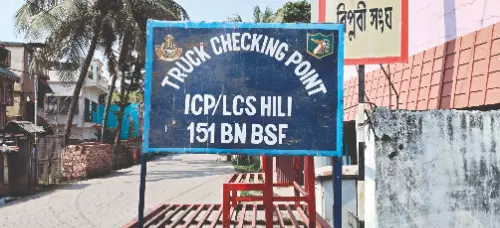 বিপ্লবী সংঘ
TRUCK CHECKING POINT
ICP/LCS HILI
151 BN BSF